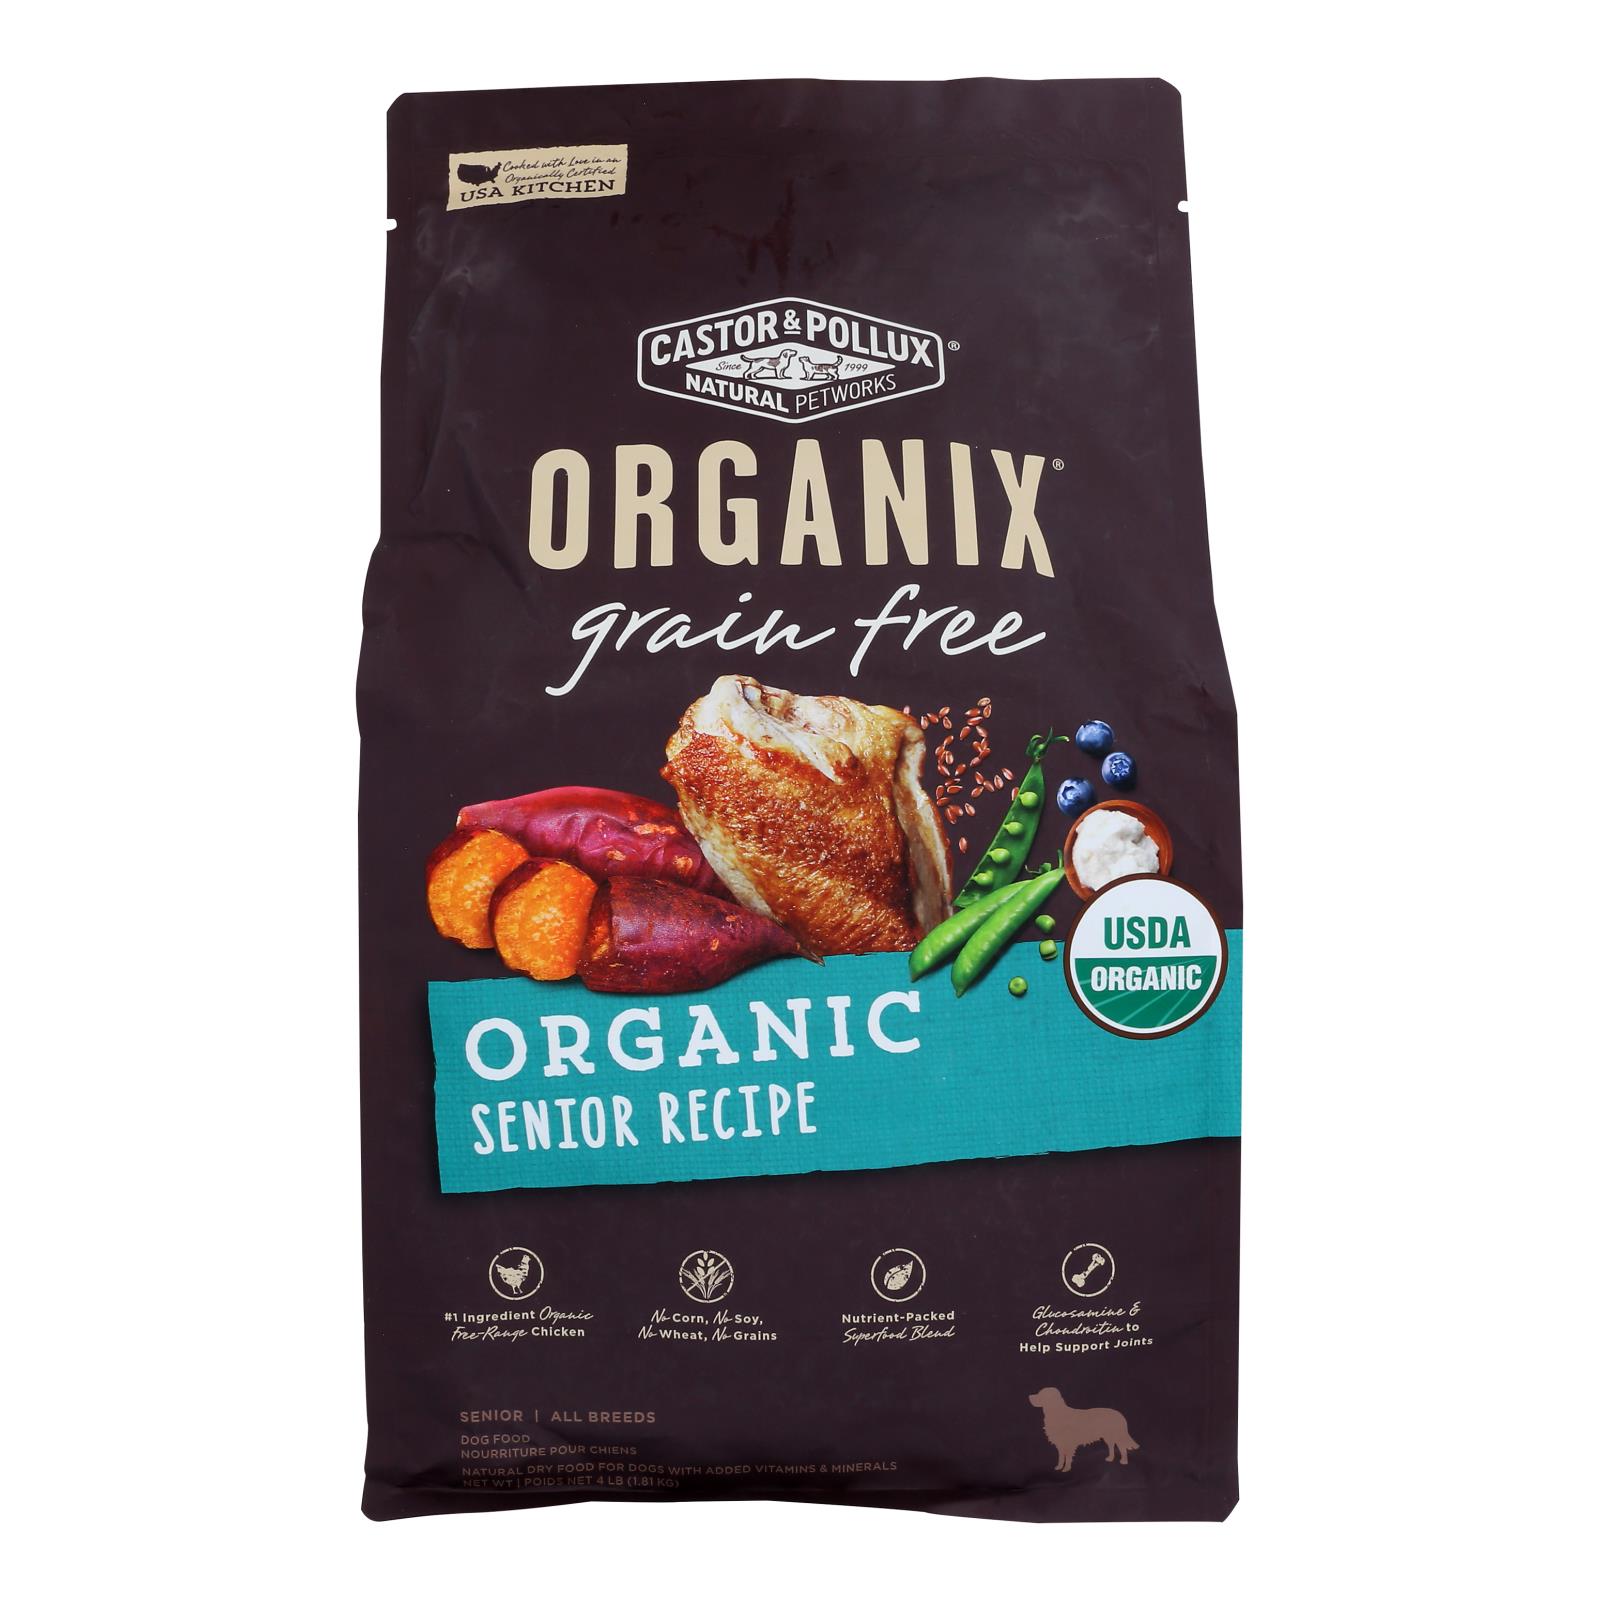 Cooked with Love in an
Organically Certified
USA KITCHEN
CASTOR & POLLUX ®
Since 1999
NATURAL PETWORKS
ORGANIX®
grain free
USDA
ORGANIC
ORGANIC
SENIOR RECIPE
#1 Ingredient Organic
Free-Range Chicken
No Corn, No Soy,
No Wheat, No Grains
Nutrient-Packed
Superfood Blend
Glucosamine &
Chondroitin to
Help Support Joints
SENIOR | ALL BREEDS
DOG FOOD
NOURRITURE POUR CHIENS
NATURAL DRY FOOD FOR DOGS WITH ADDED VITAMINS & MINERALS
NET WT | POIDS NET 4 LB (1.81 KG)